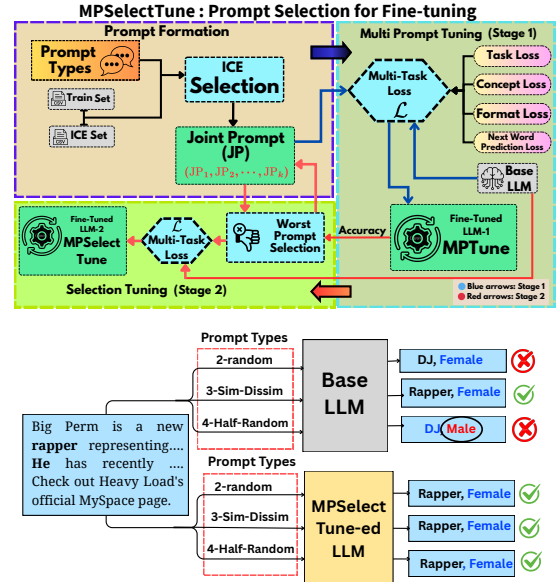 MPSelectTune : Prompt Selection for Fine-tuning
Prompt Formation
Prompt
Types
Train Set
CSV
ICE Set
CSV
ICE
Selection
Joint Prompt
(JP)
(JP1, JP2, ⋯, JPk)
Multi Prompt Tuning (Stage 1)
Multi-Task
Loss
ℒ
Task Loss
Concept Loss
Format Loss
Next Word
Prediction Loss
Base
LLM
Fine-Tuned
LLM-1
MPTune
Accuracy
Worst
Prompt
Selection
ℒ
Multi-Task
Loss
Fine-Tuned
LLM-2
MPSelect
Tune
Selection Tuning (Stage 2)
Blue arrows: Stage 1
Red arrows: Stage 2
Big Perm is a new
rapper representing....
He has recently ....
Check out Heavy Load's
official MySpace page.
Prompt Types
2-random
3-Sim-Dissim
4-Half-Random
Base
LLM
DJ, Female
Rapper, Female
DJ, Male
Prompt Types
2-random
3-Sim-Dissim
4-Half-Random
MPSelect
Tune-ed
LLM
Rapper, Female
Rapper, Female
Rapper, Female